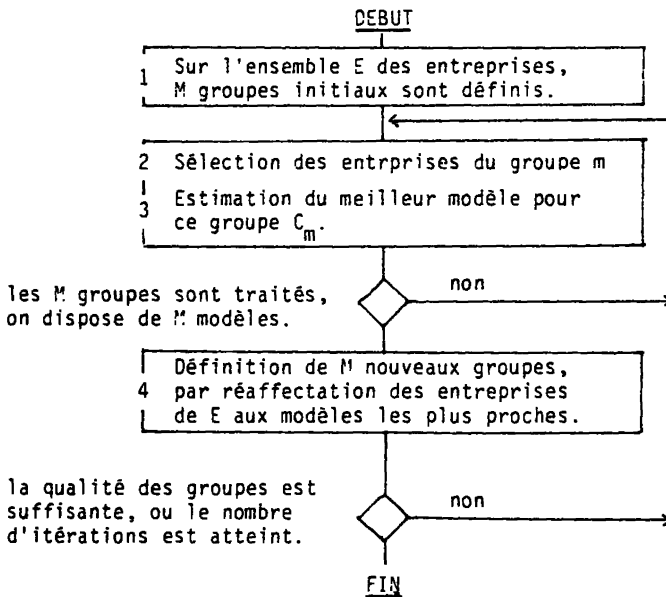 DEBUT
1 Sur l'ensemble E des entreprises,
M groupes initiaux sont définis.
2 Sélection des entrprises du groupe m
3 Estimation du meilleur modèle pour
ce groupe C_m.
les M groupes sont traités,
on dispose de M modèles.
non
Définition de M nouveaux groupes,
4 par réaffectation des entreprises
de E aux modèles les plus proches.
la qualité des groupes est
suffisante, ou le nombre
d'itérations est atteint.
non
FIN